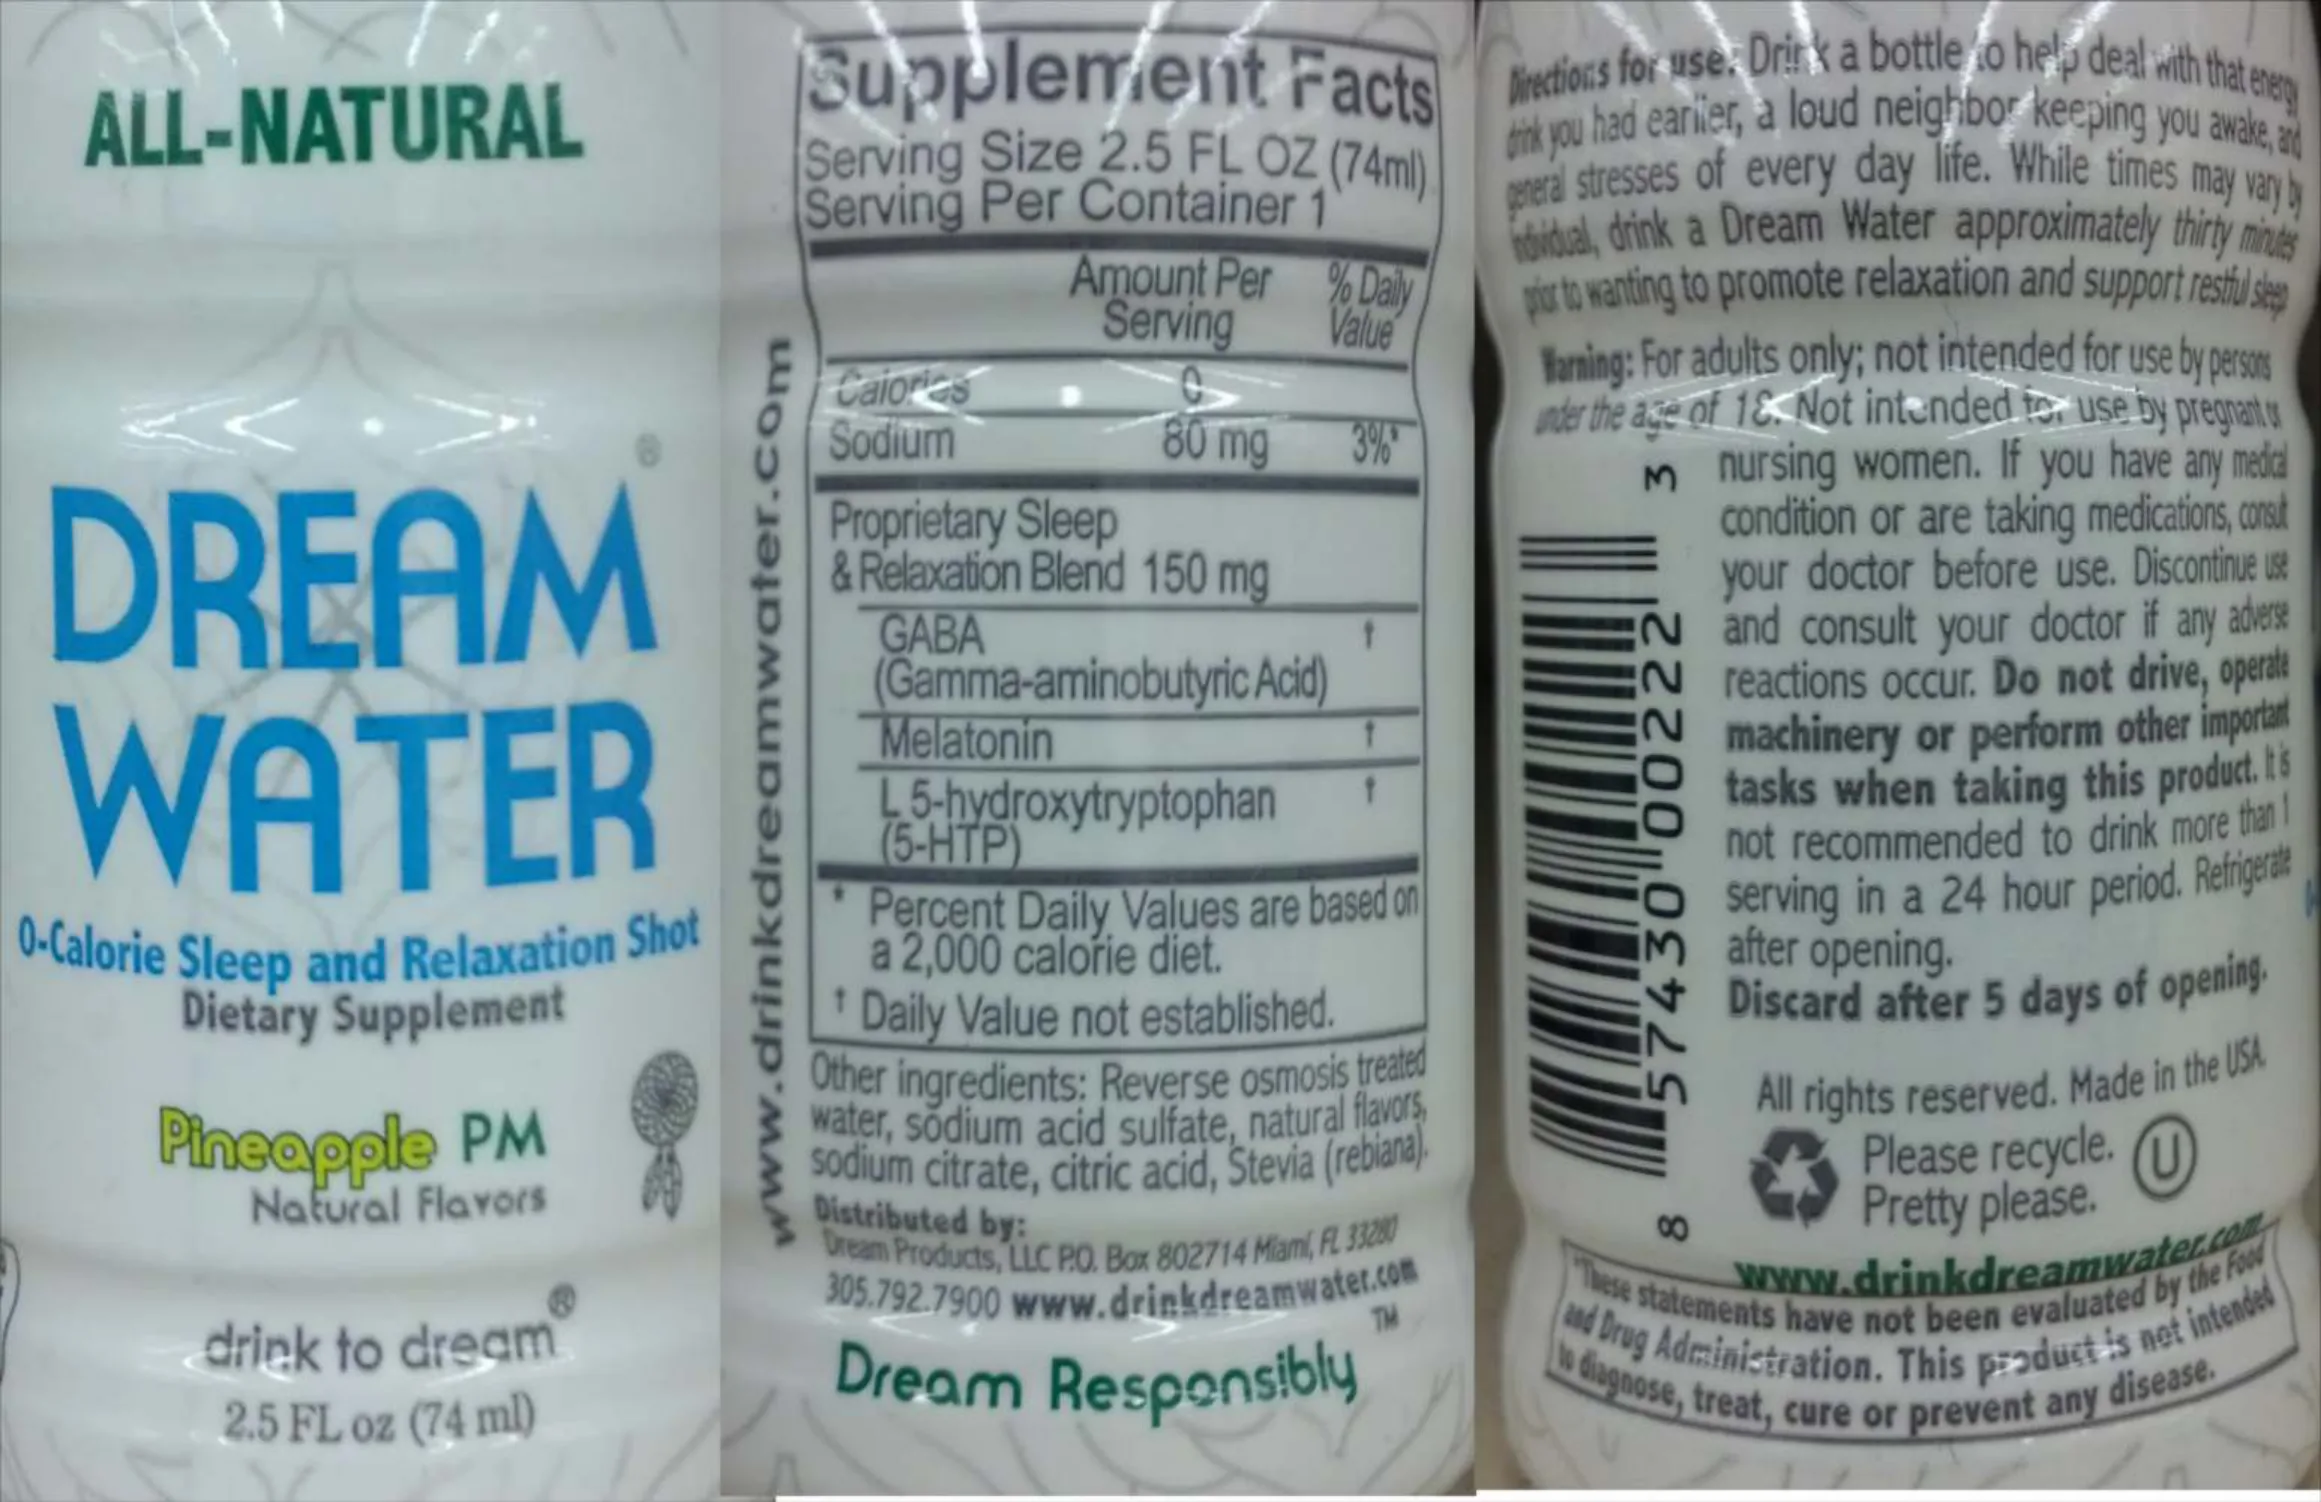 ALL-NATURAL
®
DREAM
WATER
0-Calorie Sleep and Relaxation Shot
Dietary Supplement
Pineapple PM
Natural Flavors
drink to dream®
2.5 FL oz (74 ml)
www.drinkdreamwater.com
Supplement Facts
Serving Size 2.5 FL OZ (74ml)
Serving Per Container 1
Amount Per % Daily
Serving Value
Calories 0
Sodium 80 mg 3%*
Proprietary Sleep
& Relaxation Blend 150 mg
GABA †
(Gamma-aminobutyric Acid)
Melatonin †
L 5-hydroxytryptophan †
(5-HTP)
* Percent Daily Values are based on
a 2,000 calorie diet.
† Daily Value not established.
Other ingredients: Reverse osmosis treated
water, sodium acid sulfate, natural flavors,
sodium citrate, citric acid, Stevia (rebiana).
Distributed by:
Dream Products, LLC P.O. Box 802714 Miami, FL 33280
305.792.7900 www.drinkdreamwater.com
Dream Responsibly™
Directions for use: Drink a bottle to help deal with that energy
drink you had earlier, a loud neighbor keeping you awake, and
general stresses of every day life. While times may vary by
individual, drink a Dream Water approximately thirty minutes
prior to wanting to promote relaxation and support restful sleep
Warning: For adults only; not intended for use by persons
under the age of 18. Not intended for use by pregnant or
nursing women. If you have any medical
condition or are taking medications, consult
your doctor before use. Discontinue use
and consult your doctor if any adverse
reactions occur. Do not drive, operate
machinery or perform other important
tasks when taking this product. It is
not recommended to drink more than 1
serving in a 24 hour period. Refrigerate
after opening.
Discard after 5 days of opening.
8 57430 00222 3
All rights reserved. Made in the USA.
Please recycle.
Pretty please.
U
www.drinkdreamwater.com
*These statements have not been evaluated by the Food
and Drug Administration. This product is not intended
to diagnose, treat, cure or prevent any disease.